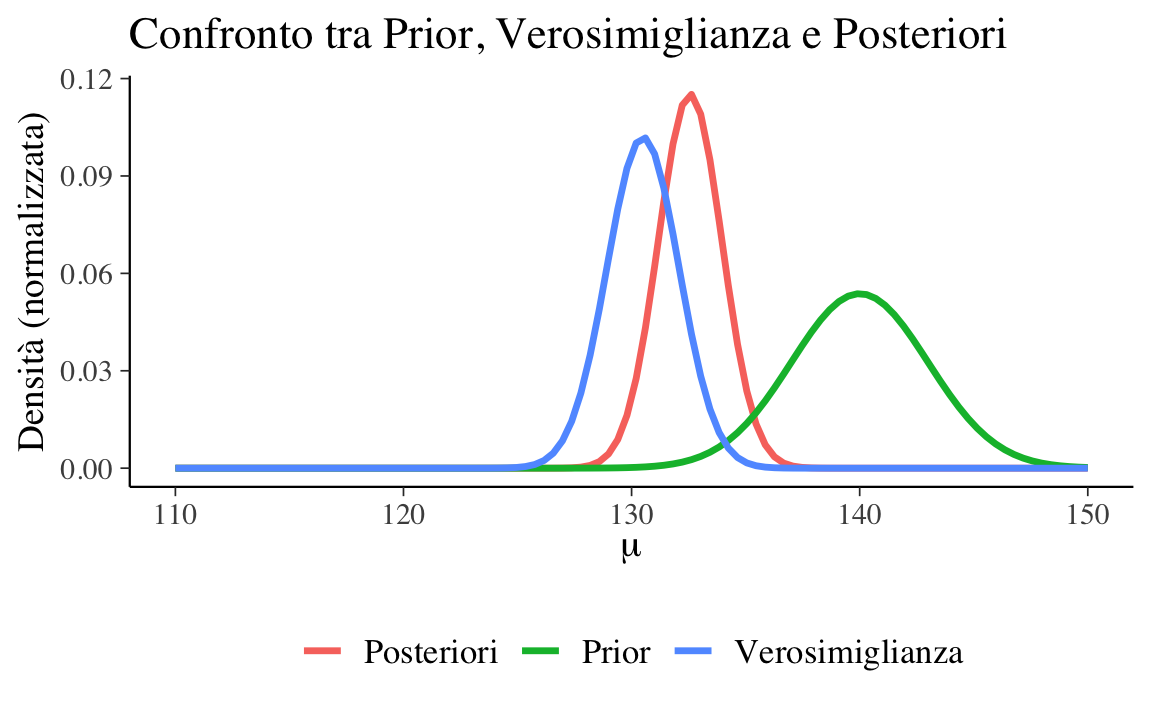 Confronto tra Prior, Verosimiglianza e Posteriori
Densità (normalizzata)
0.12
0.09
0.06
0.03
0.00
110 120 130 140 150
μ
Posteriori Prior Verosimiglianza